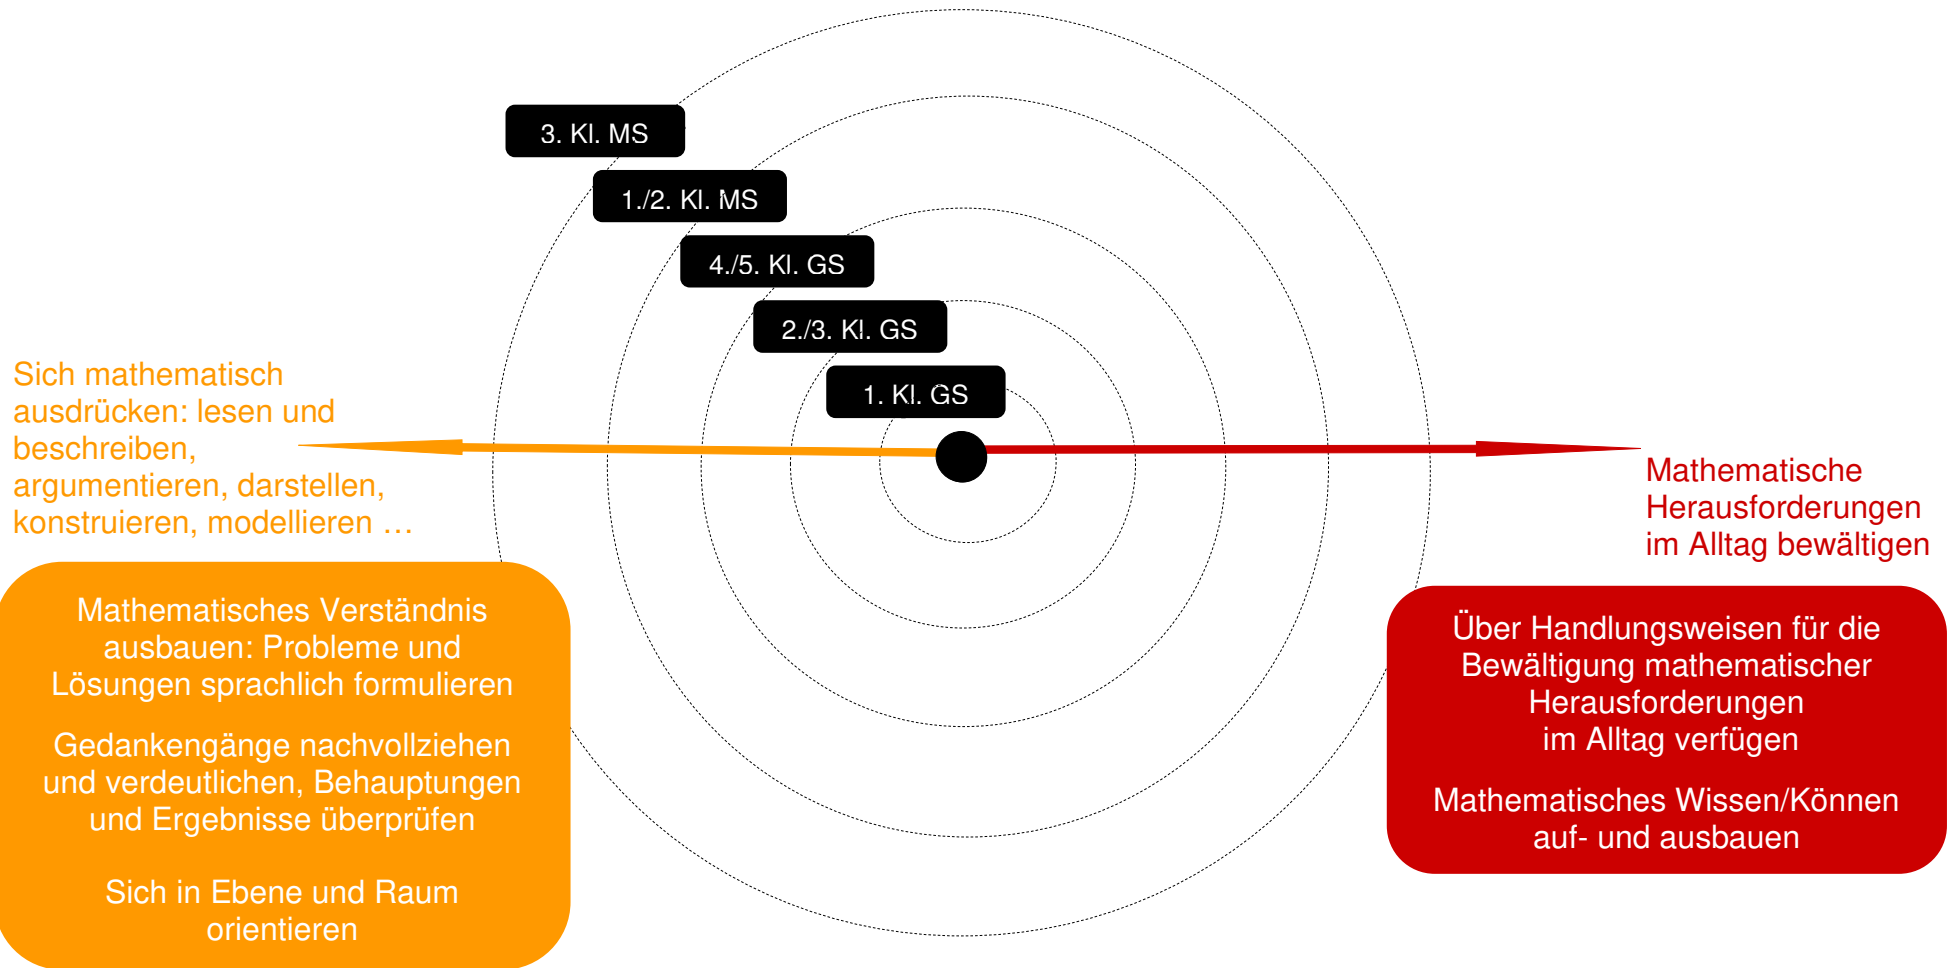 3. Kl. MS
1./2. Kl. MS
4./5. Kl. GS
2./3. Kl. GS
1. Kl. GS
Sich mathematisch
ausdrücken: lesen und
beschreiben,
argumentieren, darstellen,
konstruieren, modellieren …
Mathematische
Herausforderungen
im Alltag bewältigen
Mathematisches Verständnis
ausbauen: Probleme und
Lösungen sprachlich formulieren
Gedankengänge nachvollziehen
und verdeutlichen, Behauptungen
und Ergebnisse überprüfen
Sich in Ebene und Raum
orientieren
Über Handlungsweisen für die
Bewältigung mathematischer
Herausforderungen
im Alltag verfügen
Mathematisches Wissen/Können
auf- und ausbauen